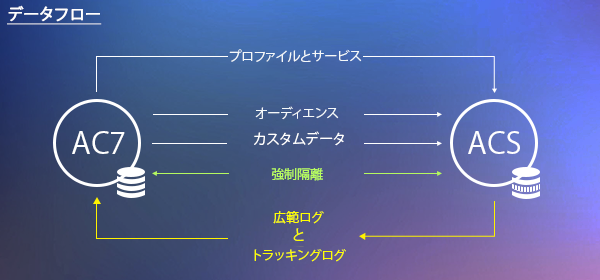 データフロー
プロファイルとサービス
AC7
ACS
オーディエンス
カスタムデータ
強制隔離
広範ログ
と
トラッキングログ